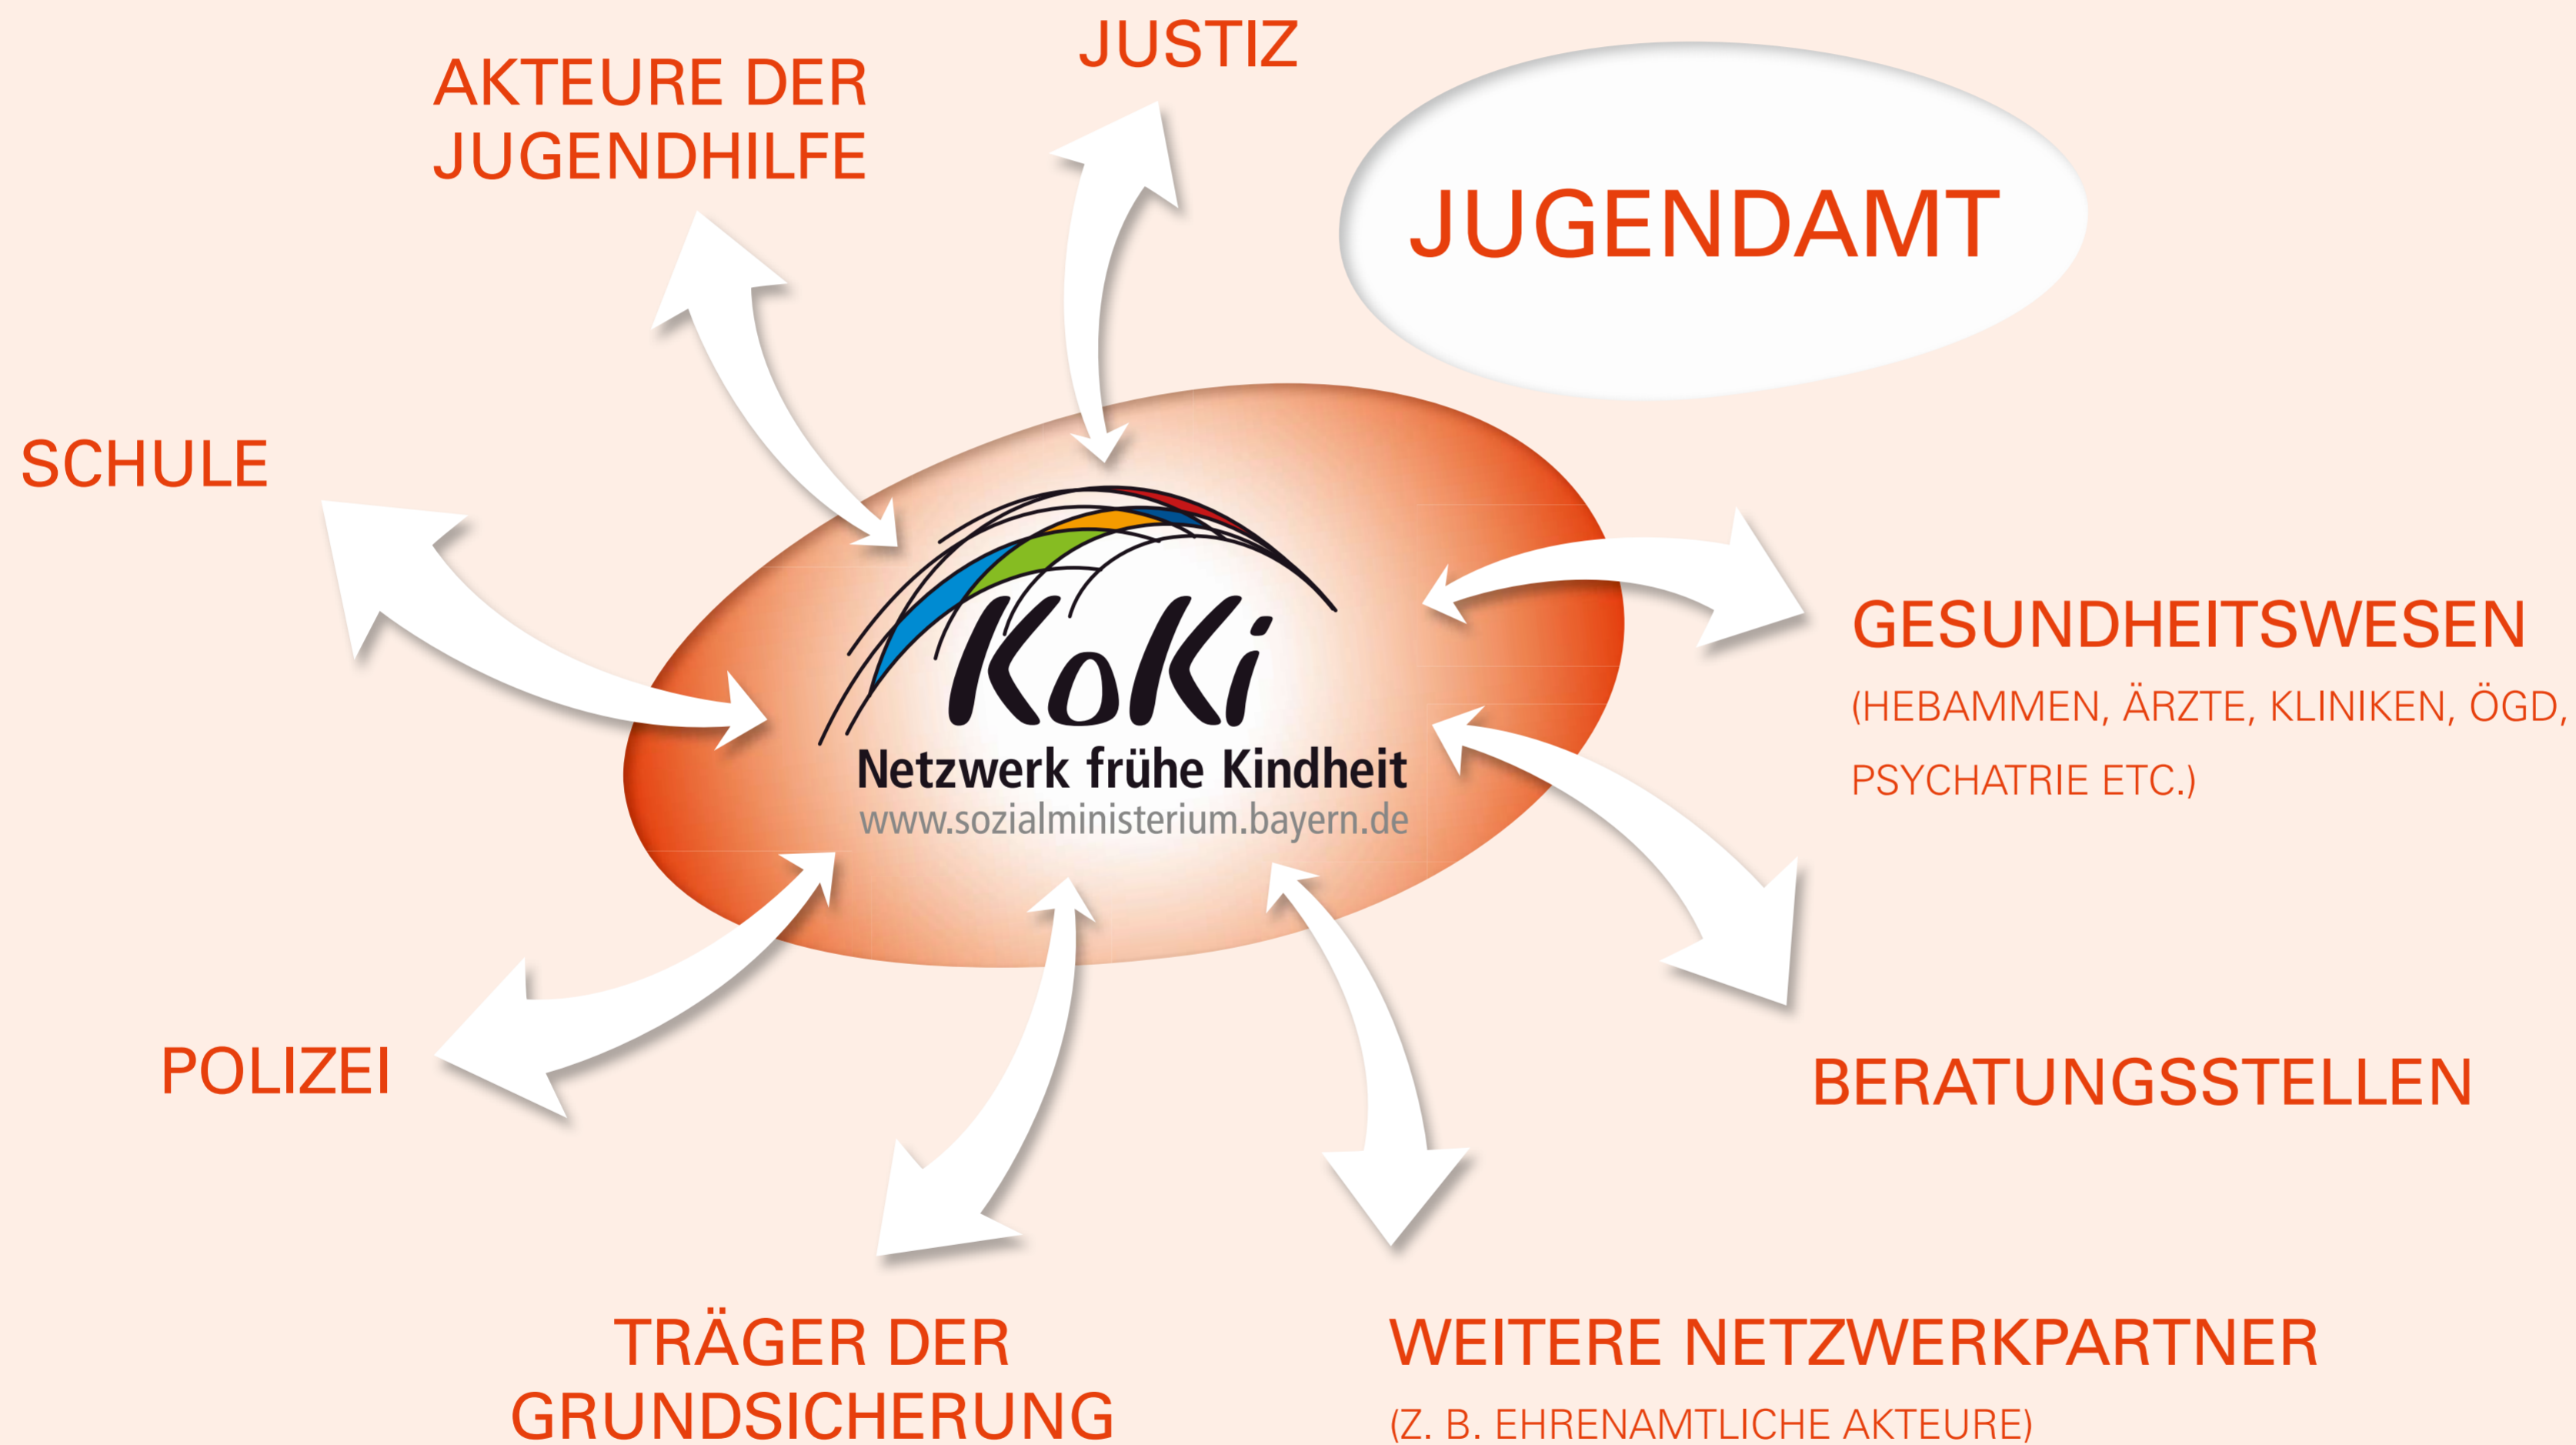 JUSTIZ
AKTEURE DER
JUGENDHILFE
JUGENDAMT
SCHULE
KoKi
Netzwerk frühe Kindheit
www.sozialministerium.bayern.de
GESUNDHEITSWESEN
(HEBAMMEN, ÄRZTE, KLINIKEN, ÖGD,
PSYCHATRIE ETC.)
POLIZEI
BERATUNGSSTELLEN
TRÄGER DER
GRUNDSICHERUNG
WEITERE NETZWERKPARTNER
(Z. B. EHRENAMTLICHE AKTEURE)